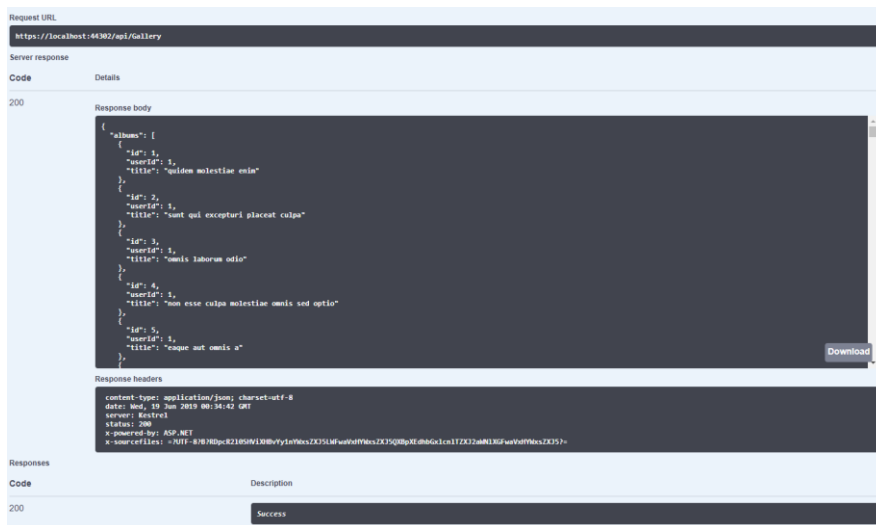 Request URL
https://localhost:44302/api/Gallery
Server response
Code Details
200
Response body
{
"albums": [
{
"id": 1,
"userId": 1,
"title": "quidem molestiae enim"
},
{
"id": 2,
"userId": 1,
"title": "sunt qui excepturi placeat culpa"
},
{
"id": 3,
"userId": 1,
"title": "omnis laborum odio"
},
{
"id": 4,
"userId": 1,
"title": "non esse culpa molestiae omnis sed optio"
},
{
"id": 5,
"userId": 1,
"title": "eaque aut omnis a"
},
{
Download
Response headers
content-type: application/json; charset=utf-8
date: Wed, 19 Jun 2019 00:34:42 GMT
server: Kestrel
status: 200
x-powered-by: ASP.NET
x-sourcefiles:
Responses
Code Description
200 Success